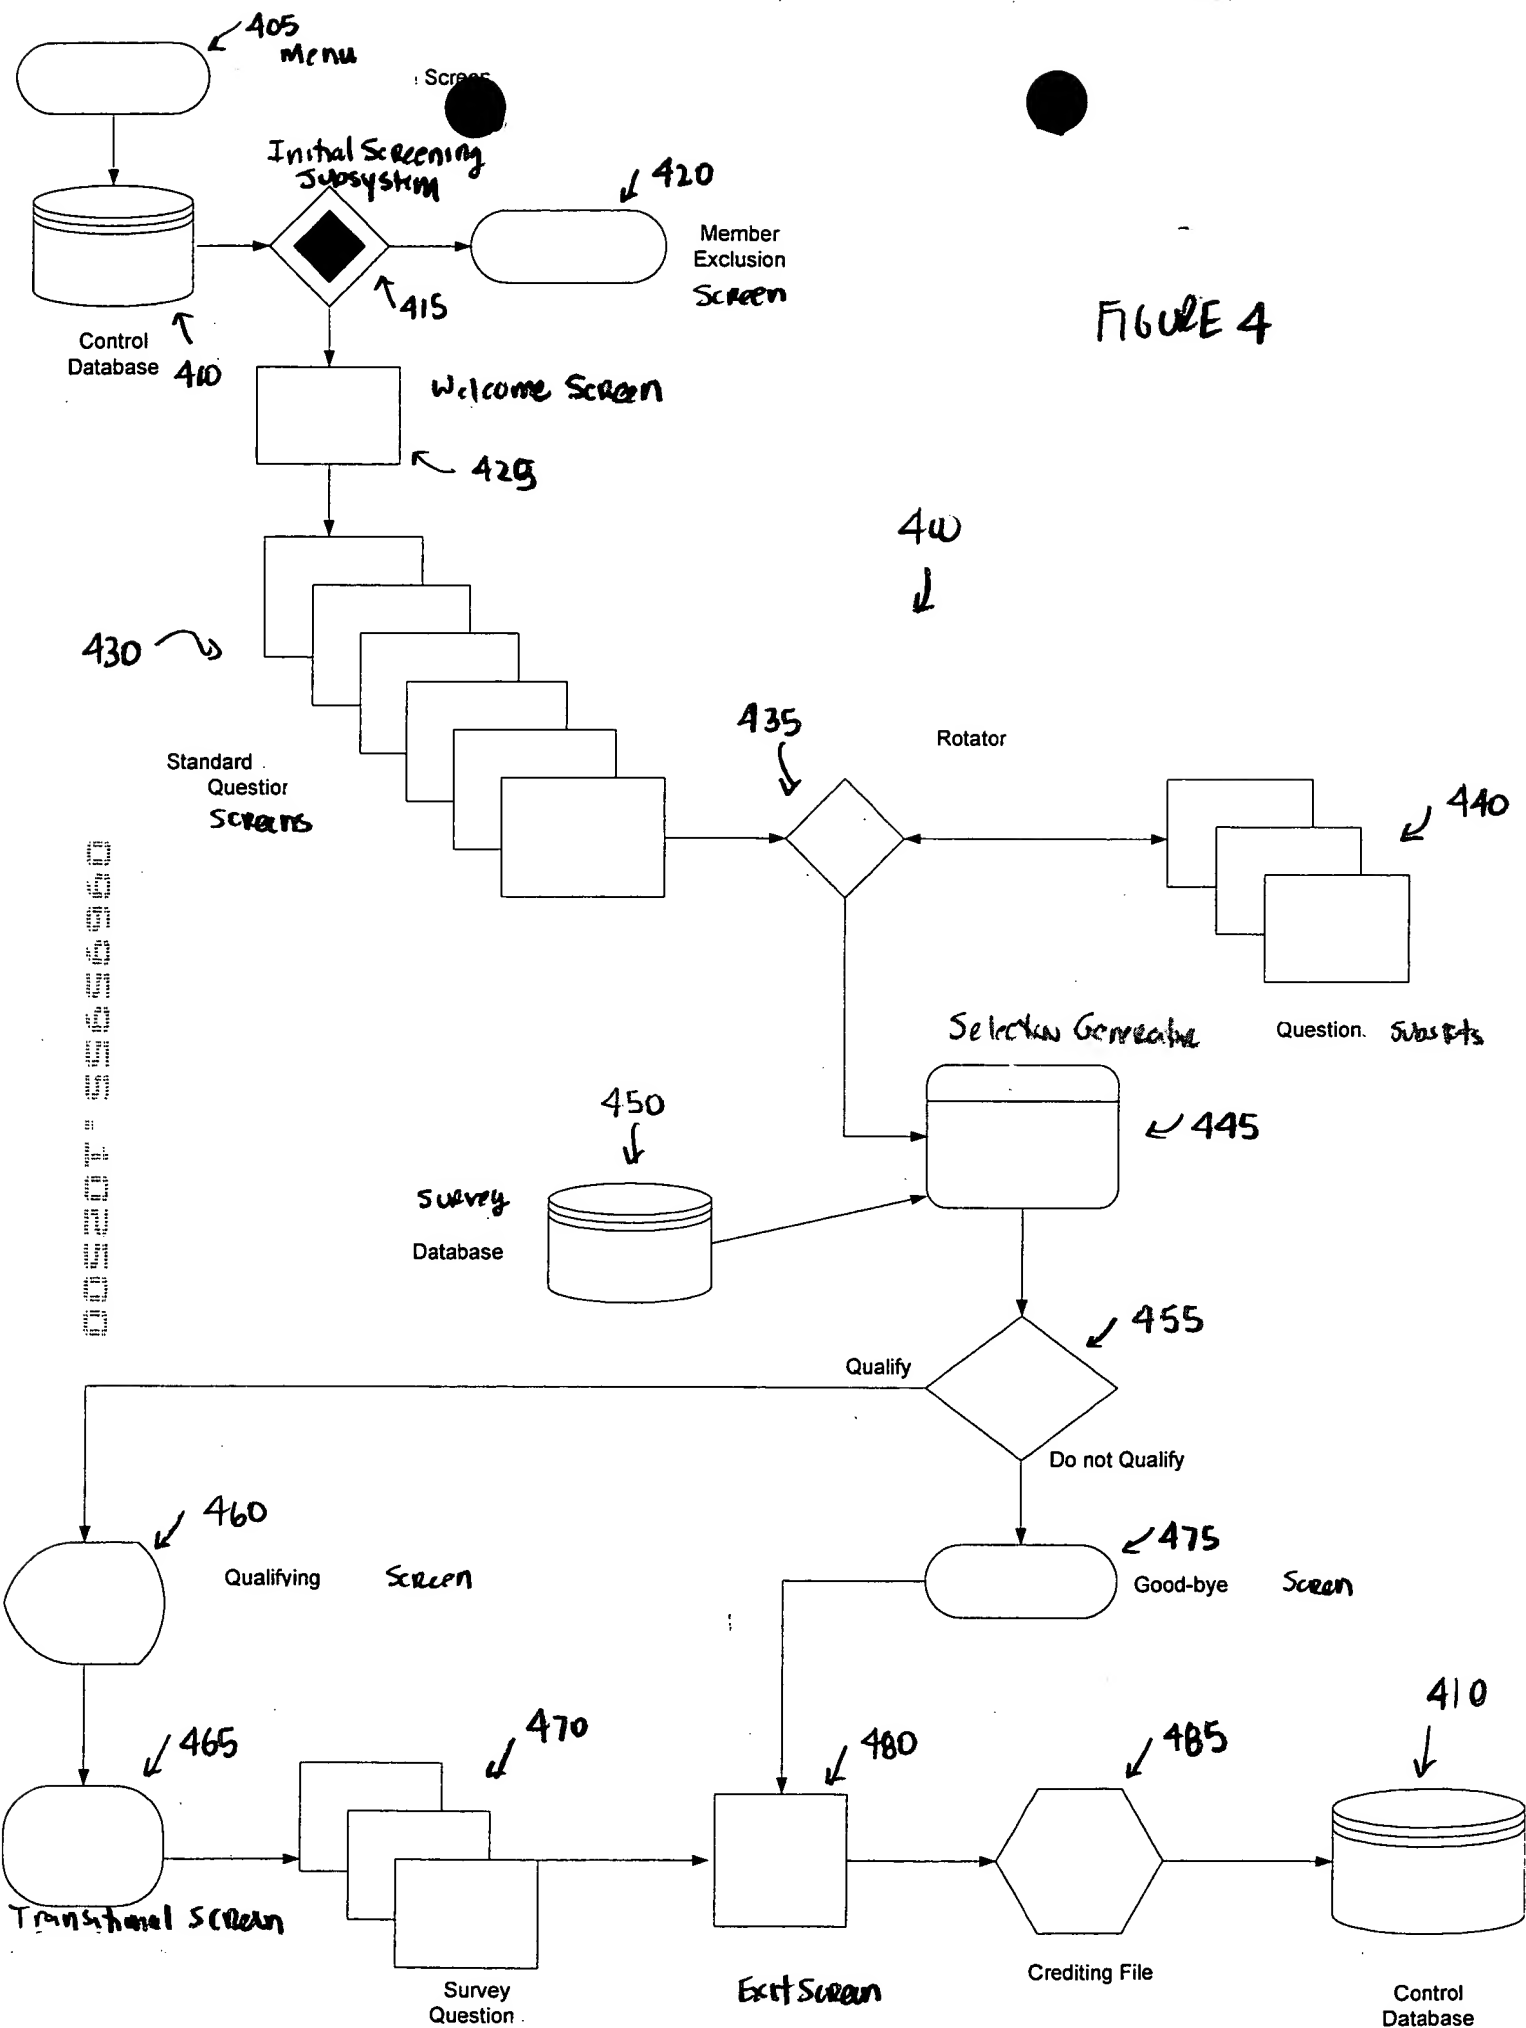 405
Menu
Screen
Initial Screening
Subsystem
420
Member
Exclusion
Screen
415
FIGURE 4
Control
Database
410
Welcome Screen
425
400
430
435
Rotator
Standard
Question
Screens
440
Selection Generator
Question
Subsets
450
445
Survey
Database
455
Qualify
Do not Qualify
460
475
Qualifying
Screen
Good-bye
Screen
410
465
470
480
485
Transitional Screen
Survey
Question
Exit Screen
Crediting File
Control
Database
09695955.102500